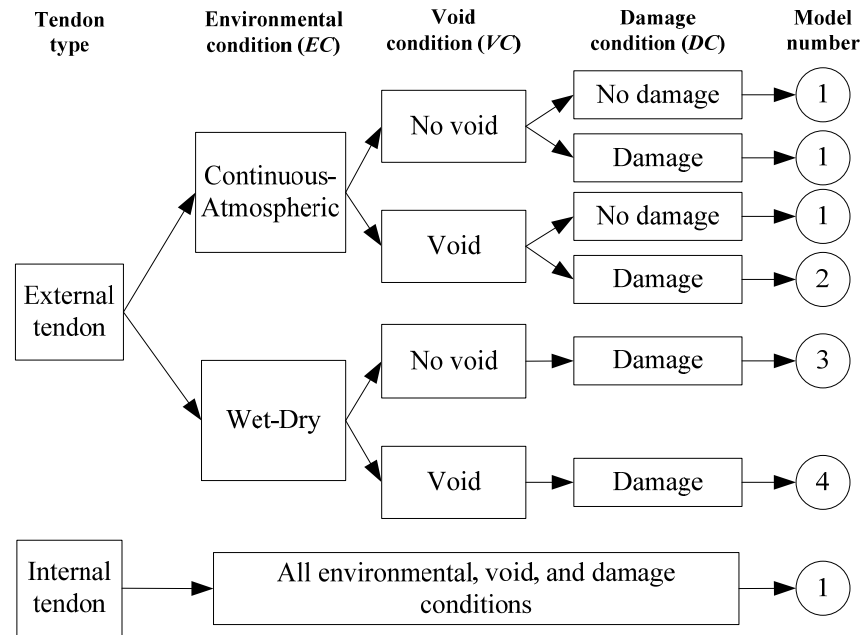 Tendon
type
Environmental
condition (EC)
Void
condition (VC)
Damage
condition (DC)
Model
number
External
tendon
Continuous-
Atmospheric
No void
No damage
1
Damage
1
Void
No damage
1
Damage
2
Wet-Dry
No void
Damage
3
Void
Damage
4
Internal
tendon
All environmental, void, and damage
conditions
1